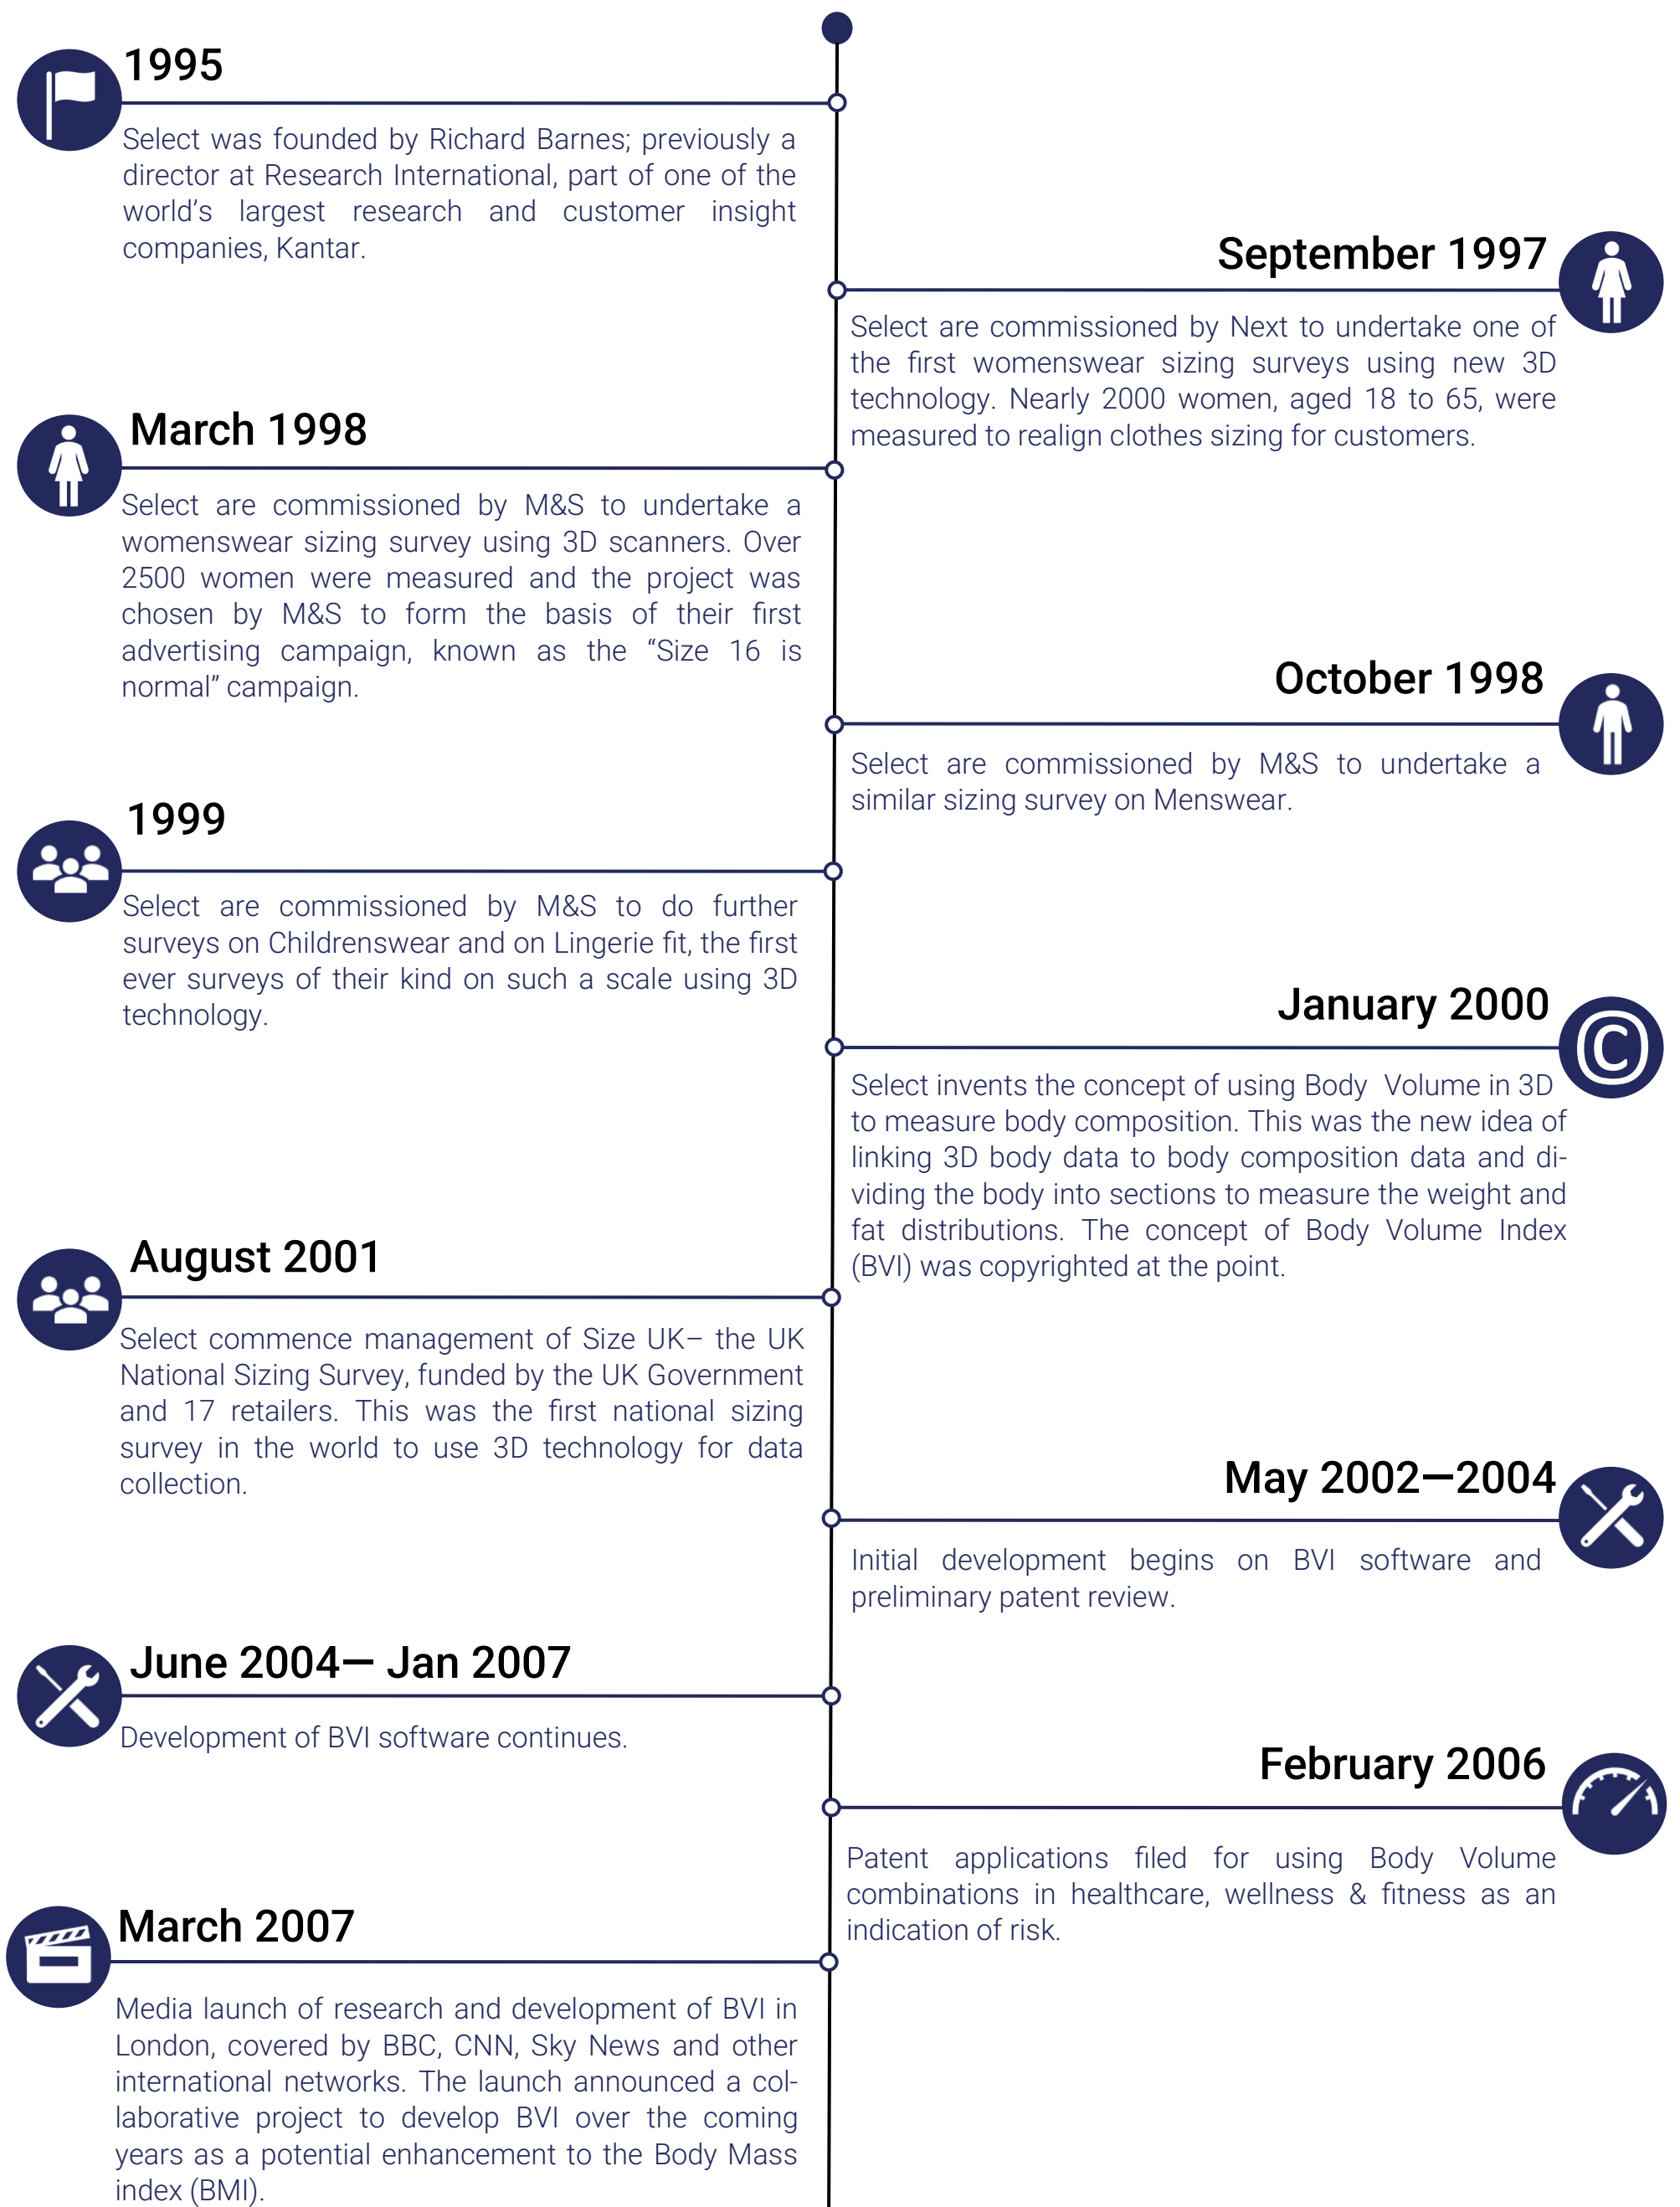 1995
Select was founded by Richard Barnes; previously a
director at Research International, part of one of the
world's largest research and customer insight
companies, Kantar.
September 1997
Select are commissioned by Next to undertake one of
the first womenswear sizing surveys using new 3D
technology. Nearly 2000 women, aged 18 to 65, were
measured to realign clothes sizing for customers.
March 1998
Select are commissioned by M&S to undertake a
womenswear sizing survey using 3D scanners. Over
2500 women were measured and the project was
chosen by M&S to form the basis of their first
advertising campaign, known as the “Size 16 is
normal” campaign.
October 1998
Select are commissioned by M&S to undertake a
similar sizing survey on Menswear.
1999
Select are commissioned by M&S to do further
surveys on Childrenswear and on Lingerie fit, the first
ever surveys of their kind on such a scale using 3D
technology.
January 2000
©
Select invents the concept of using Body Volume in 3D
to measure body composition. This was the new idea of
linking 3D body data to body composition data and di-
viding the body into sections to measure the weight and
fat distributions. The concept of Body Volume Index
(BVI) was copyrighted at the point.
August 2001
Select commence management of Size UK– the UK
National Sizing Survey, funded by the UK Government
and 17 retailers. This was the first national sizing
survey in the world to use 3D technology for data
collection.
May 2002—2004
Initial development begins on BVI software and
preliminary patent review.
June 2004— Jan 2007
Development of BVI software continues.
February 2006
Patent applications filed for using Body Volume
combinations in healthcare, wellness & fitness as an
indication of risk.
March 2007
Media launch of research and development of BVI in
London, covered by BBC, CNN, Sky News and other
international networks. The launch announced a col-
laborative project to develop BVI over the coming
years as a potential enhancement to the Body Mass
index (BMI).